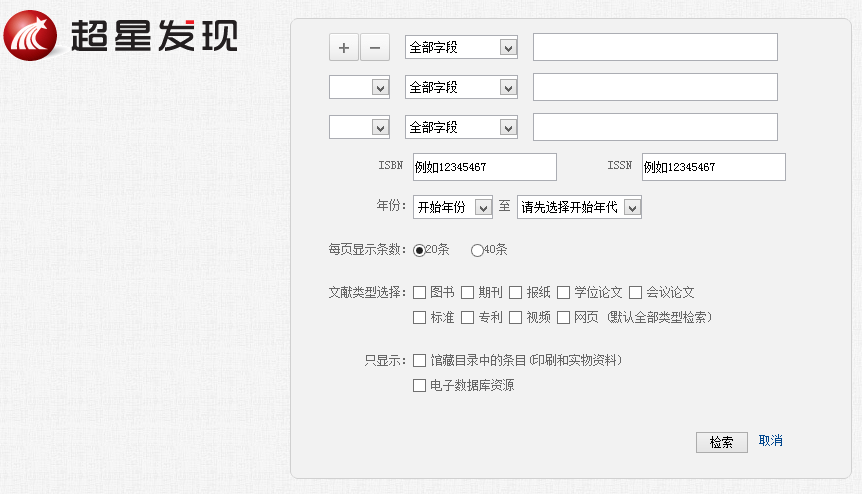 超星发现
+ − 全部字段
全部字段
全部字段
ISBN 例如12345467 ISSN 例如12345467
年份： 开始年份 至 请先选择开始年代
每页显示条数： 20条 40条
文献类型选择： 图书 期刊 报纸 学位论文 会议论文
标准 专利 视频 网页 （默认全部类型检索）
只显示： 馆藏目录中的条目(印刷和实物资料)
电子数据库资源
检索 取消